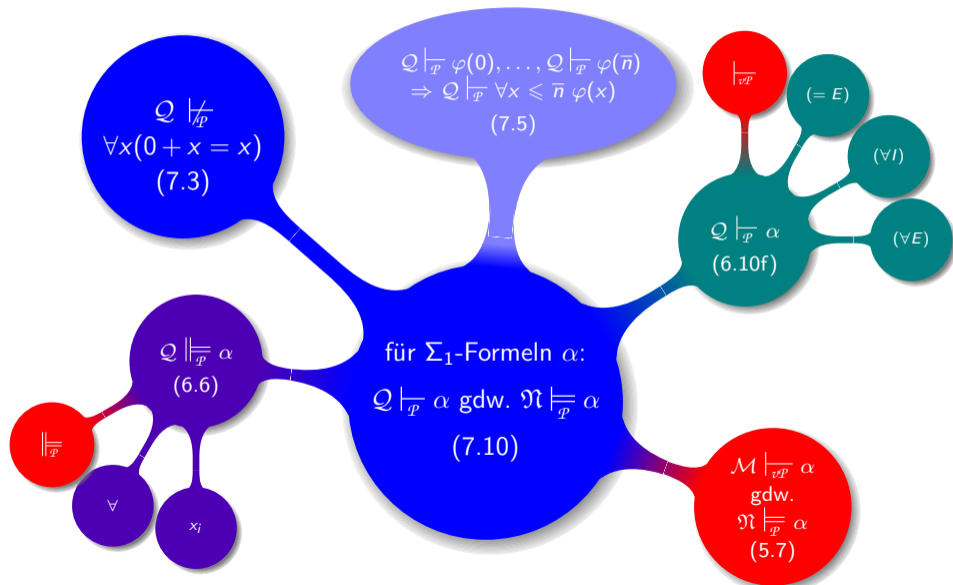 𝒬 ⊬_𝒫
∀x(0 + x = x)
(7.3)
𝒬 ⊢_𝒫 φ(0), . . . , 𝒬 ⊢_𝒫 φ(n̅)
⇒ 𝒬 ⊢_𝒫 ∀x ⩽ n̅ φ(x)
(7.5)
⊢_v𝒫
(= E)
(∀I)
(∀E)
𝒬 ⊢_𝒫 α
(6.10f)
𝒬 ||⊨_𝒫 α
(6.6)
||⊨_𝒫
∀
x_i
für Σ₁-Formeln α:
𝒬 ⊢_𝒫 α gdw. 𝔑 ⊨_𝒫 α
(7.10)
ℳ ⊢_v𝒫 α
gdw.
𝔑 ⊨_𝒫 α
(5.7)